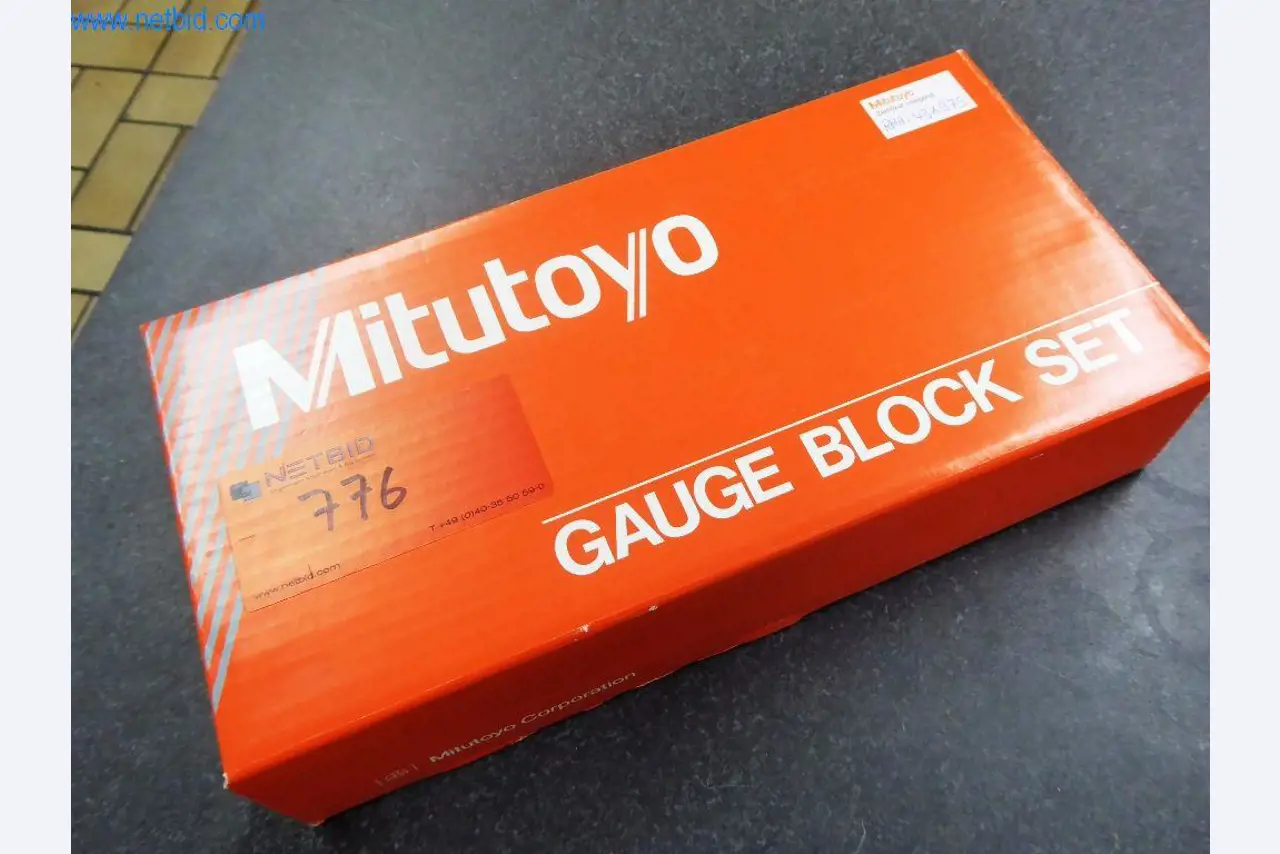 www.netbid.com
Mitutoyo
Mitutoyo
GAUGE BLOCK SET
NETBID
776
T +49 (0)40-35 50 59-0
www.netbid.com
Mitutoyo Corporation